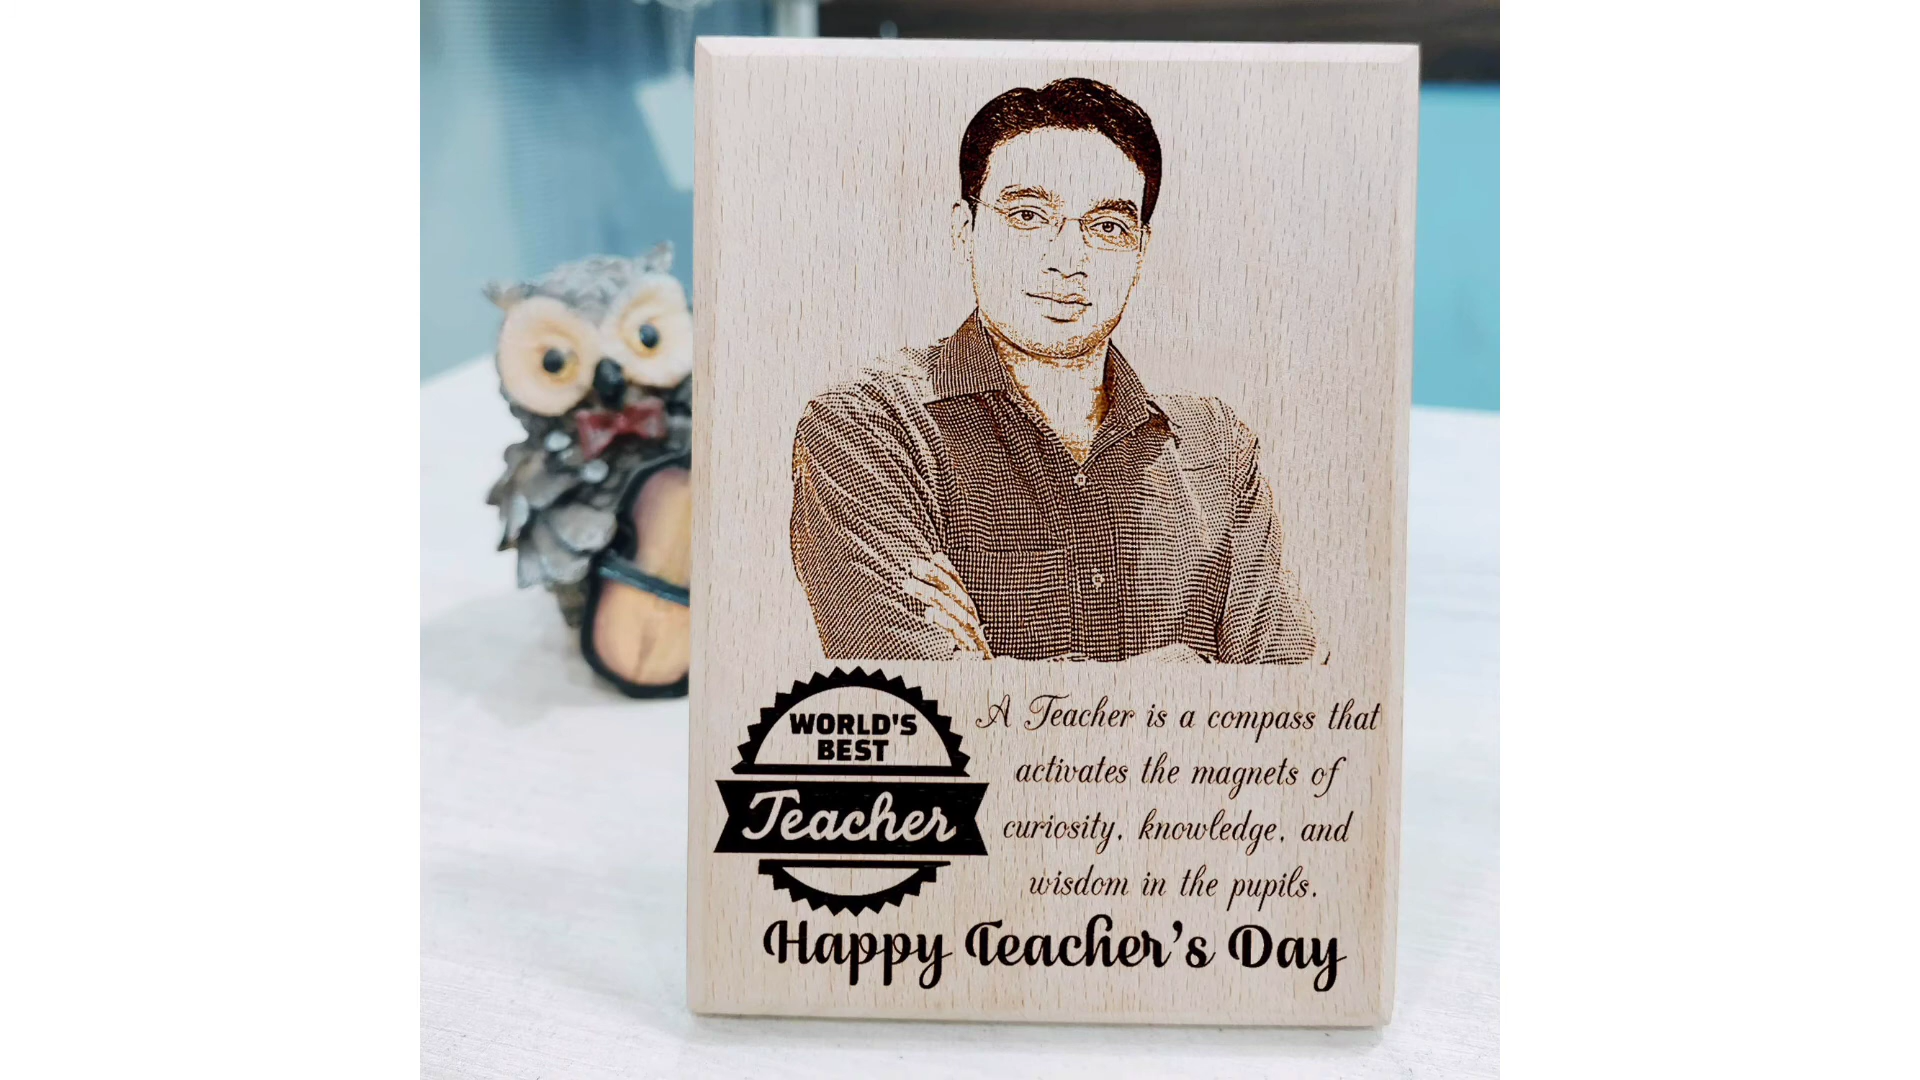 WORLD'S
BEST
Teacher
A Teacher is a compass that
activates the magnets of
curiosity, knowledge, and
wisdom in the pupils.
Happy Teacher's Day